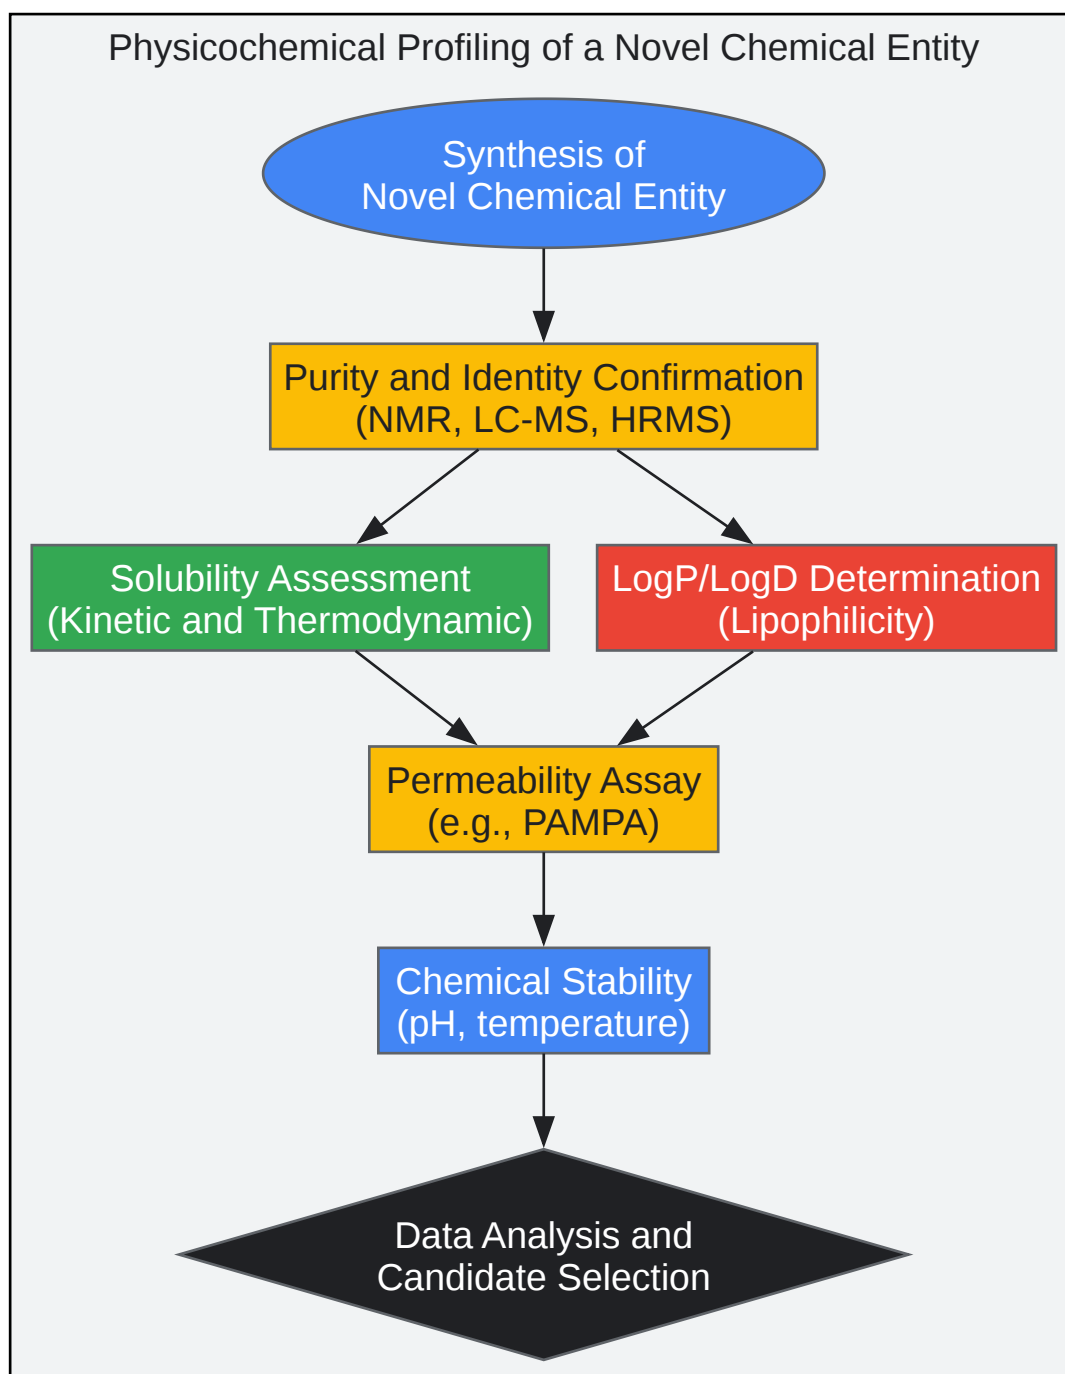 Physicochemical Profiling of a Novel Chemical Entity
Synthesis of
Novel Chemical Entity
Purity and Identity Confirmation
(NMR, LC-MS, HRMS)
Solubility Assessment
(Kinetic and Thermodynamic)
LogP/LogD Determination
(Lipophilicity)
Permeability Assay
(e.g., PAMPA)
Chemical Stability
(pH, temperature)
Data Analysis and
Candidate Selection